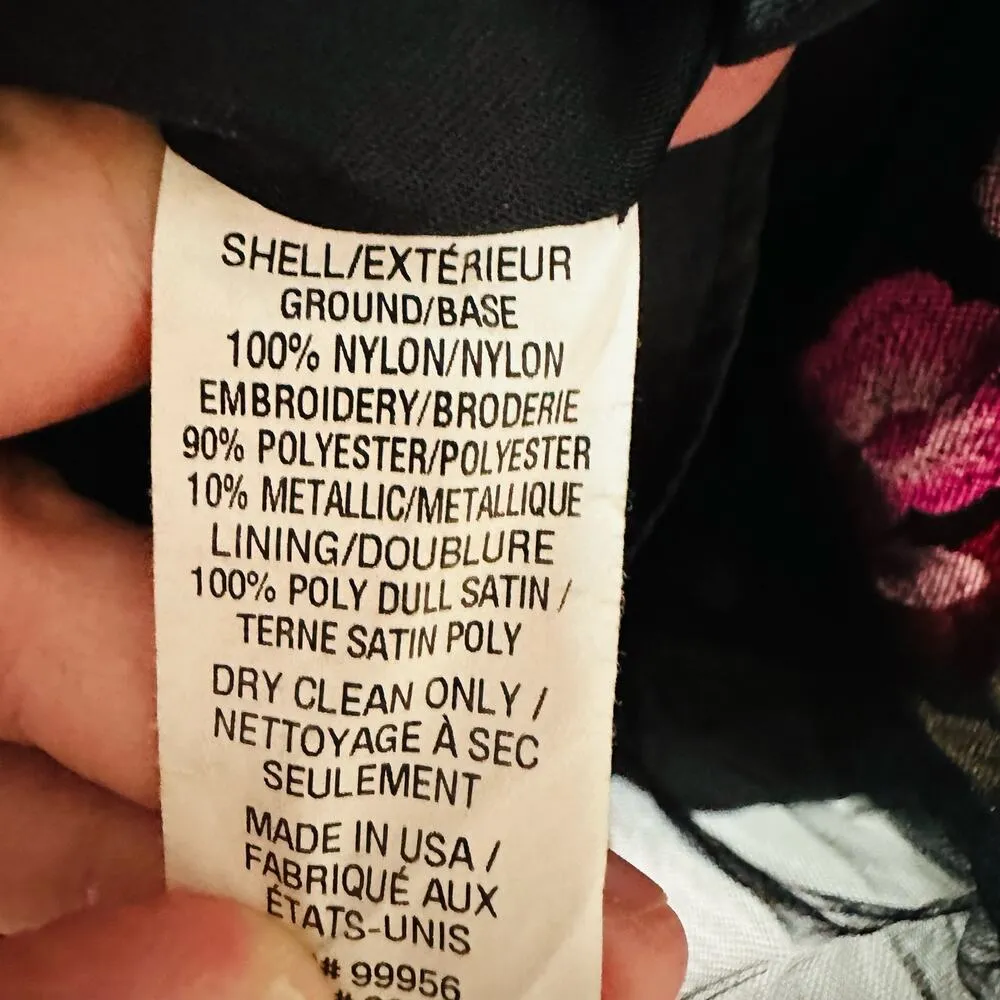 SHELL/EXTÉRIEUR
GROUND/BASE
100% NYLON/NYLON
EMBROIDERY/BRODERIE
90% POLYESTER/POLYESTER
10% METALLIC/METALLIQUE
LINING/DOUBLURE
100% POLY DULL SATIN /
TERNE SATIN POLY
DRY CLEAN ONLY /
NETTOYAGE À SEC
SEULEMENT
MADE IN USA /
FABRIQUÉ AUX
ÉTATS-UNIS
# 99956